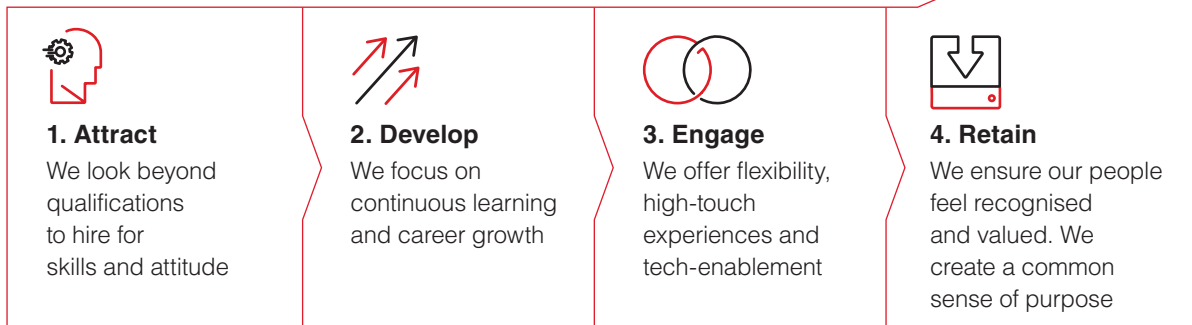 1. Attract
We look beyond
qualifications
to hire for
skills and attitude
2. Develop
We focus on
continuous learning
and career growth
3. Engage
We offer flexibility,
high-touch
experiences and
tech-enablement
4. Retain
We ensure our people
feel recognised
and valued. We
create a common
sense of purpose